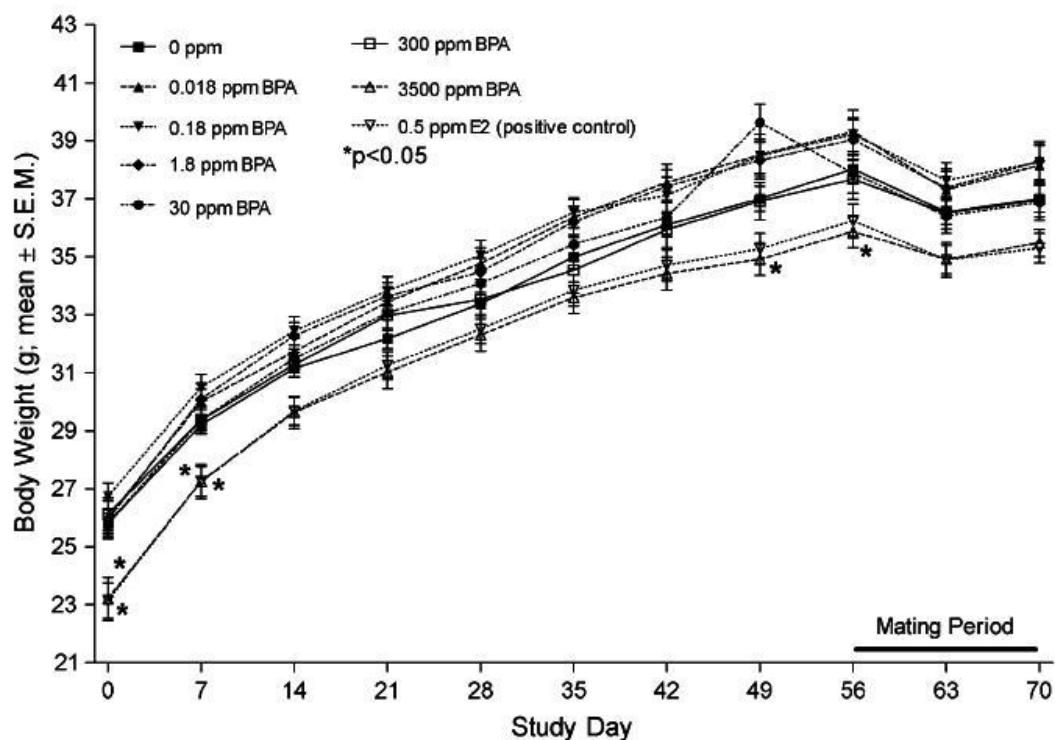 43
41
39
37
35
33
31
29
27
25
23
21
Body Weight (g; mean ± S.E.M.)
0 ppm
0.018 ppm BPA
0.18 ppm BPA
1.8 ppm BPA
30 ppm BPA
300 ppm BPA
3500 ppm BPA
0.5 ppm E2 (positive control)
*p<0.05
*
*
*
*
*
*
Mating Period
0 7 14 21 28 35 42 49 56 63 70
Study Day